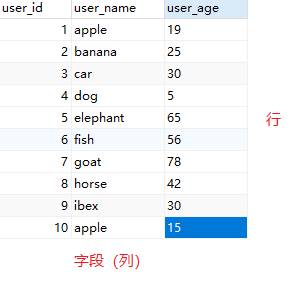 user_id user_name user_age
1 apple 19
2 banana 25
3 car 30
4 dog 5
5 elephant 65
6 fish 56
7 goat 78
8 horse 42
9 ibex 30
10 apple 15
行
字段（列）